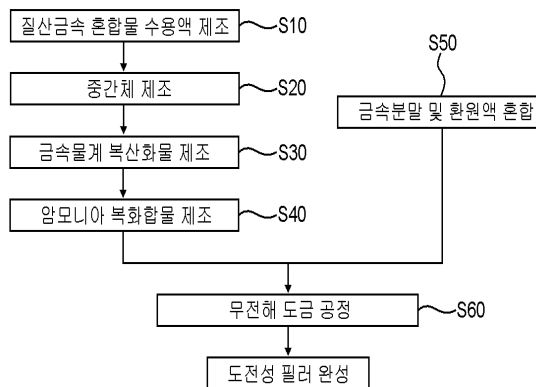 질산금속 혼합물 수용액 제조
S10
중간체 제조
S20
금속물계 복산화물 제조
S30
암모니아 복화합물 제조
S40
S50
금속분말 및 환원액 혼합
무전해 도금 공정
S60
도전성 필러 완성